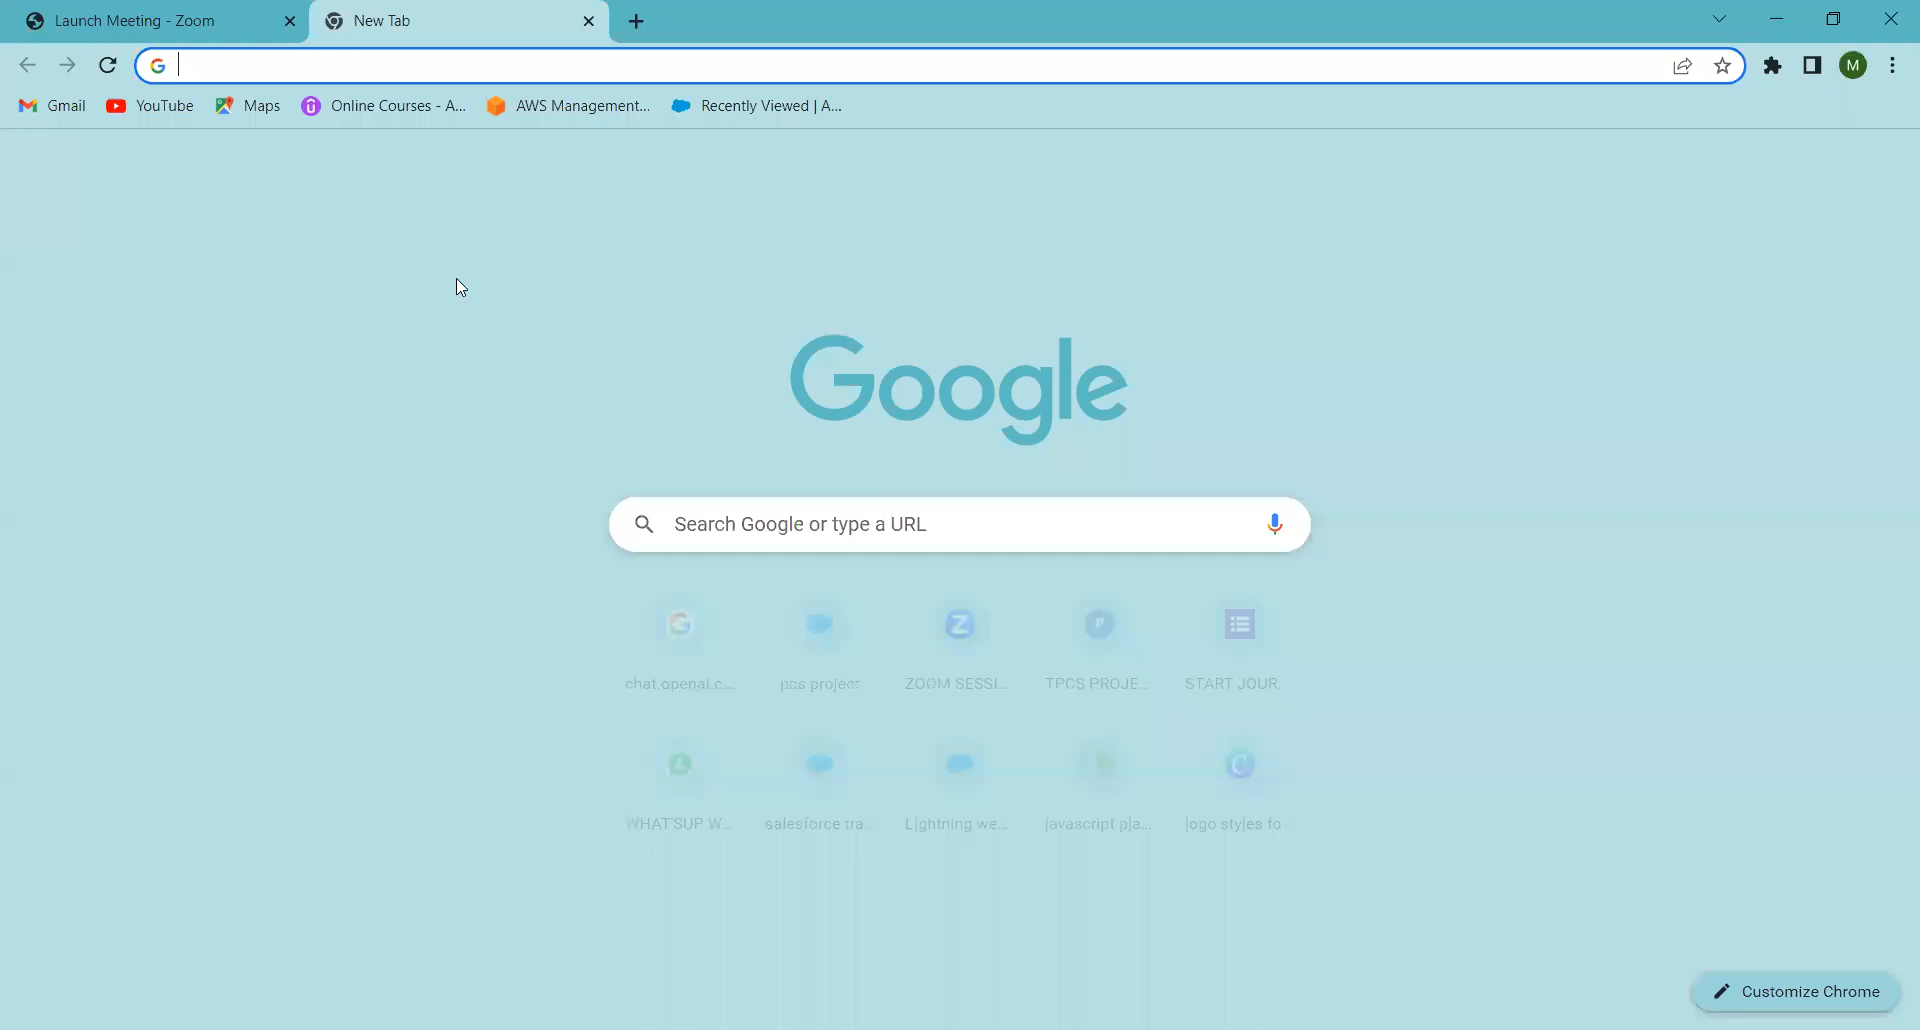 Launch Meeting - Zoom
New Tab
M
Gmail
YouTube
Maps
Online Courses - A...
AWS Management...
Recently Viewed | A...
Google
Search Google or type a URL
chat.openai.c...
pcs project
ZOOM SESSI...
TPCS PROJE...
START JOUR...
WHAT'SUP W...
salesforce tra...
Lightning we...
javascript pla...
logo styles fo...
Customize Chrome